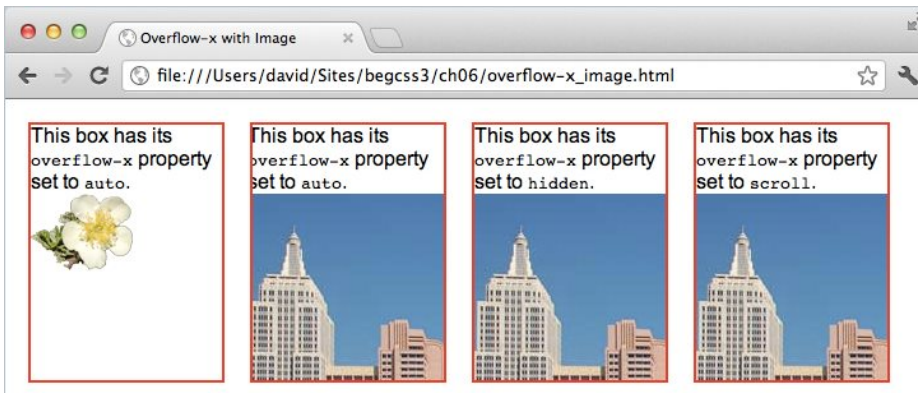 Overflow-x with Image
file:///Users/david/Sites/begcss3/ch06/overflow-x_image.html
This box has its
overflow-x property
set to auto.
This box has its
overflow-x property
set to auto.
This box has its
overflow-x property
set to hidden.
This box has its
overflow-x property
set to scroll.